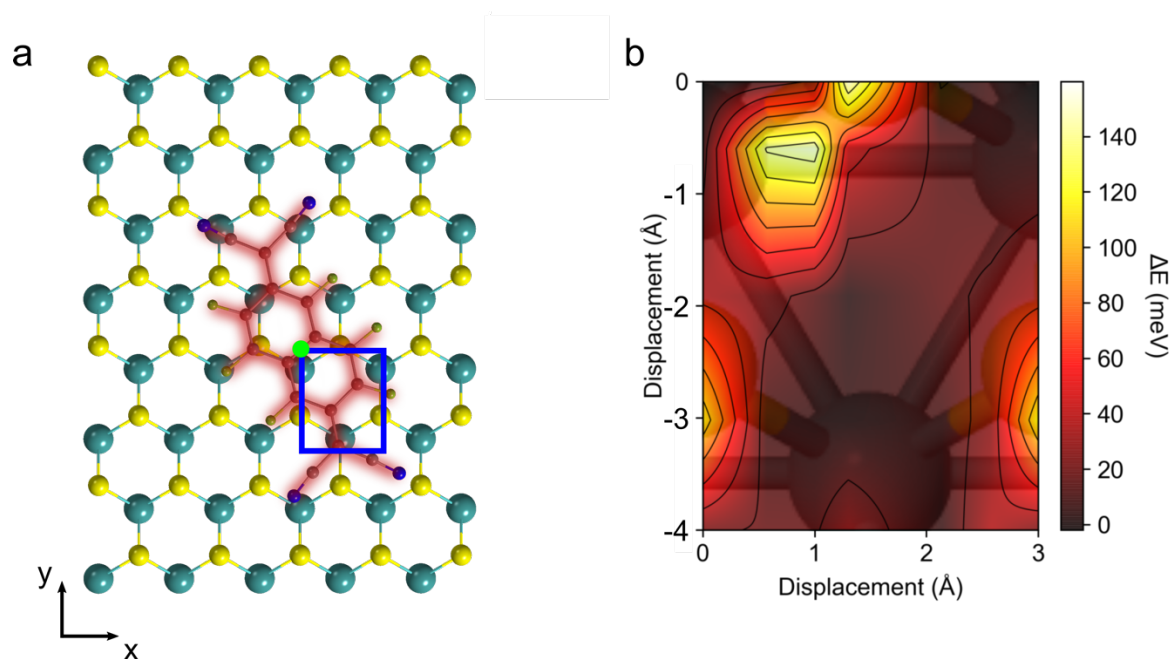 a
y
x
b
Displacement (Å)
0
-1
-2
-3
-4
0
1
2
3
Displacement (Å)
140
120
100
80
60
40
20
0
ΔE (meV)